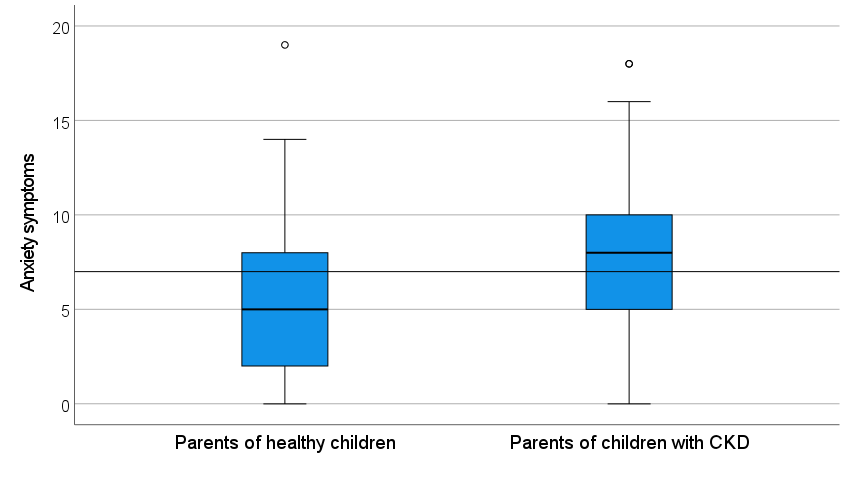 20
15
10
5
0
Anxiety symptoms
Parents of healthy children
Parents of children with CKD